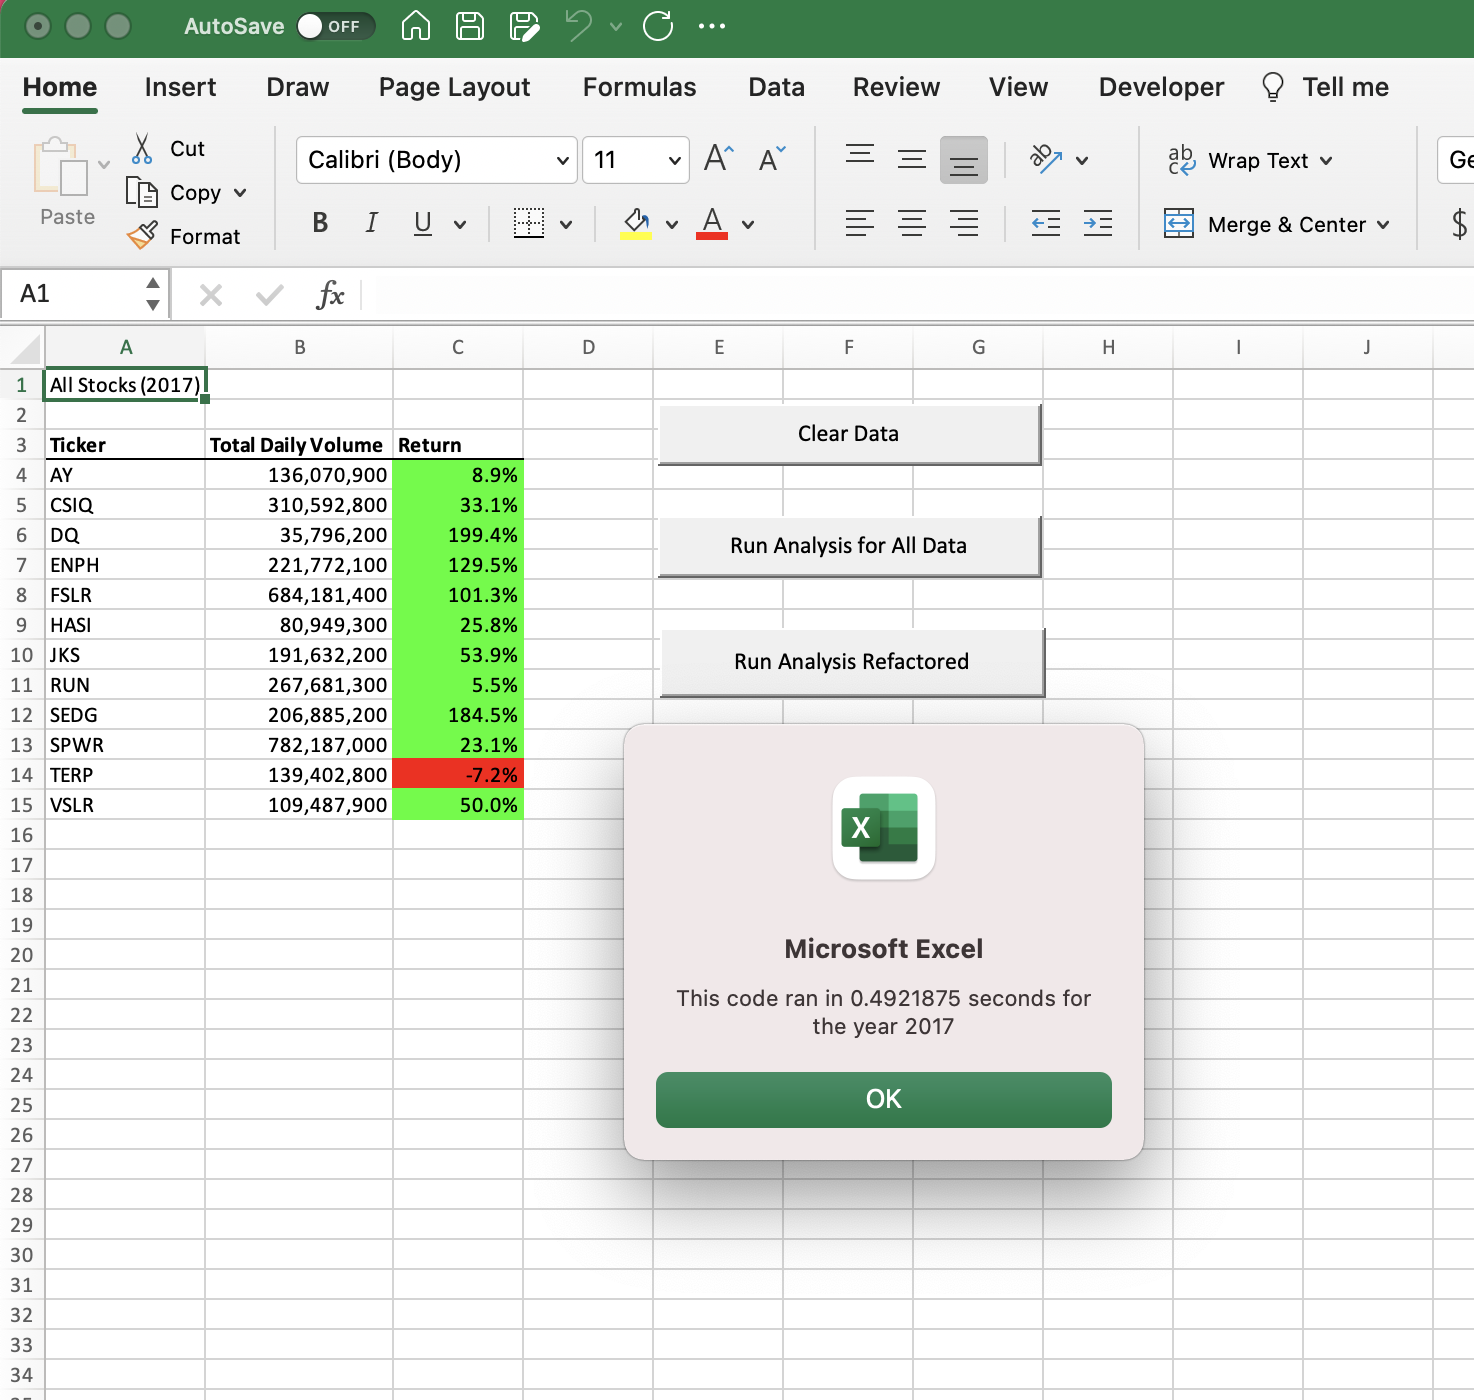 AutoSave OFF
Home Insert Draw Page Layout Formulas Data Review View Developer Tell me
Paste
Cut
Copy
Format
Calibri (Body) 11 A A
B I U A
ab
ab
c
Wrap Text
Merge & Center
Ge
$
A1 fx
A B C D E F G H I J
1 All Stocks (2017)
2
3 Ticker Total Daily Volume Return
4 AY 136,070,900 8.9%
5 CSIQ 310,592,800 33.1%
6 DQ 35,796,200 199.4%
7 ENPH 221,772,100 129.5%
8 FSLR 684,181,400 101.3%
9 HASI 80,949,300 25.8%
10 JKS 191,632,200 53.9%
11 RUN 267,681,300 5.5%
12 SEDG 206,885,200 184.5%
13 SPWR 782,187,000 23.1%
14 TERP 139,402,800 -7.2%
15 VSLR 109,487,900 50.0%
16
17
18
19
20
21
22
23
24
25
26
27
28
29
30
31
32
33
34
Clear Data
Run Analysis for All Data
Run Analysis Refactored
X
Microsoft Excel
This code ran in 0.4921875 seconds for
the year 2017
OK